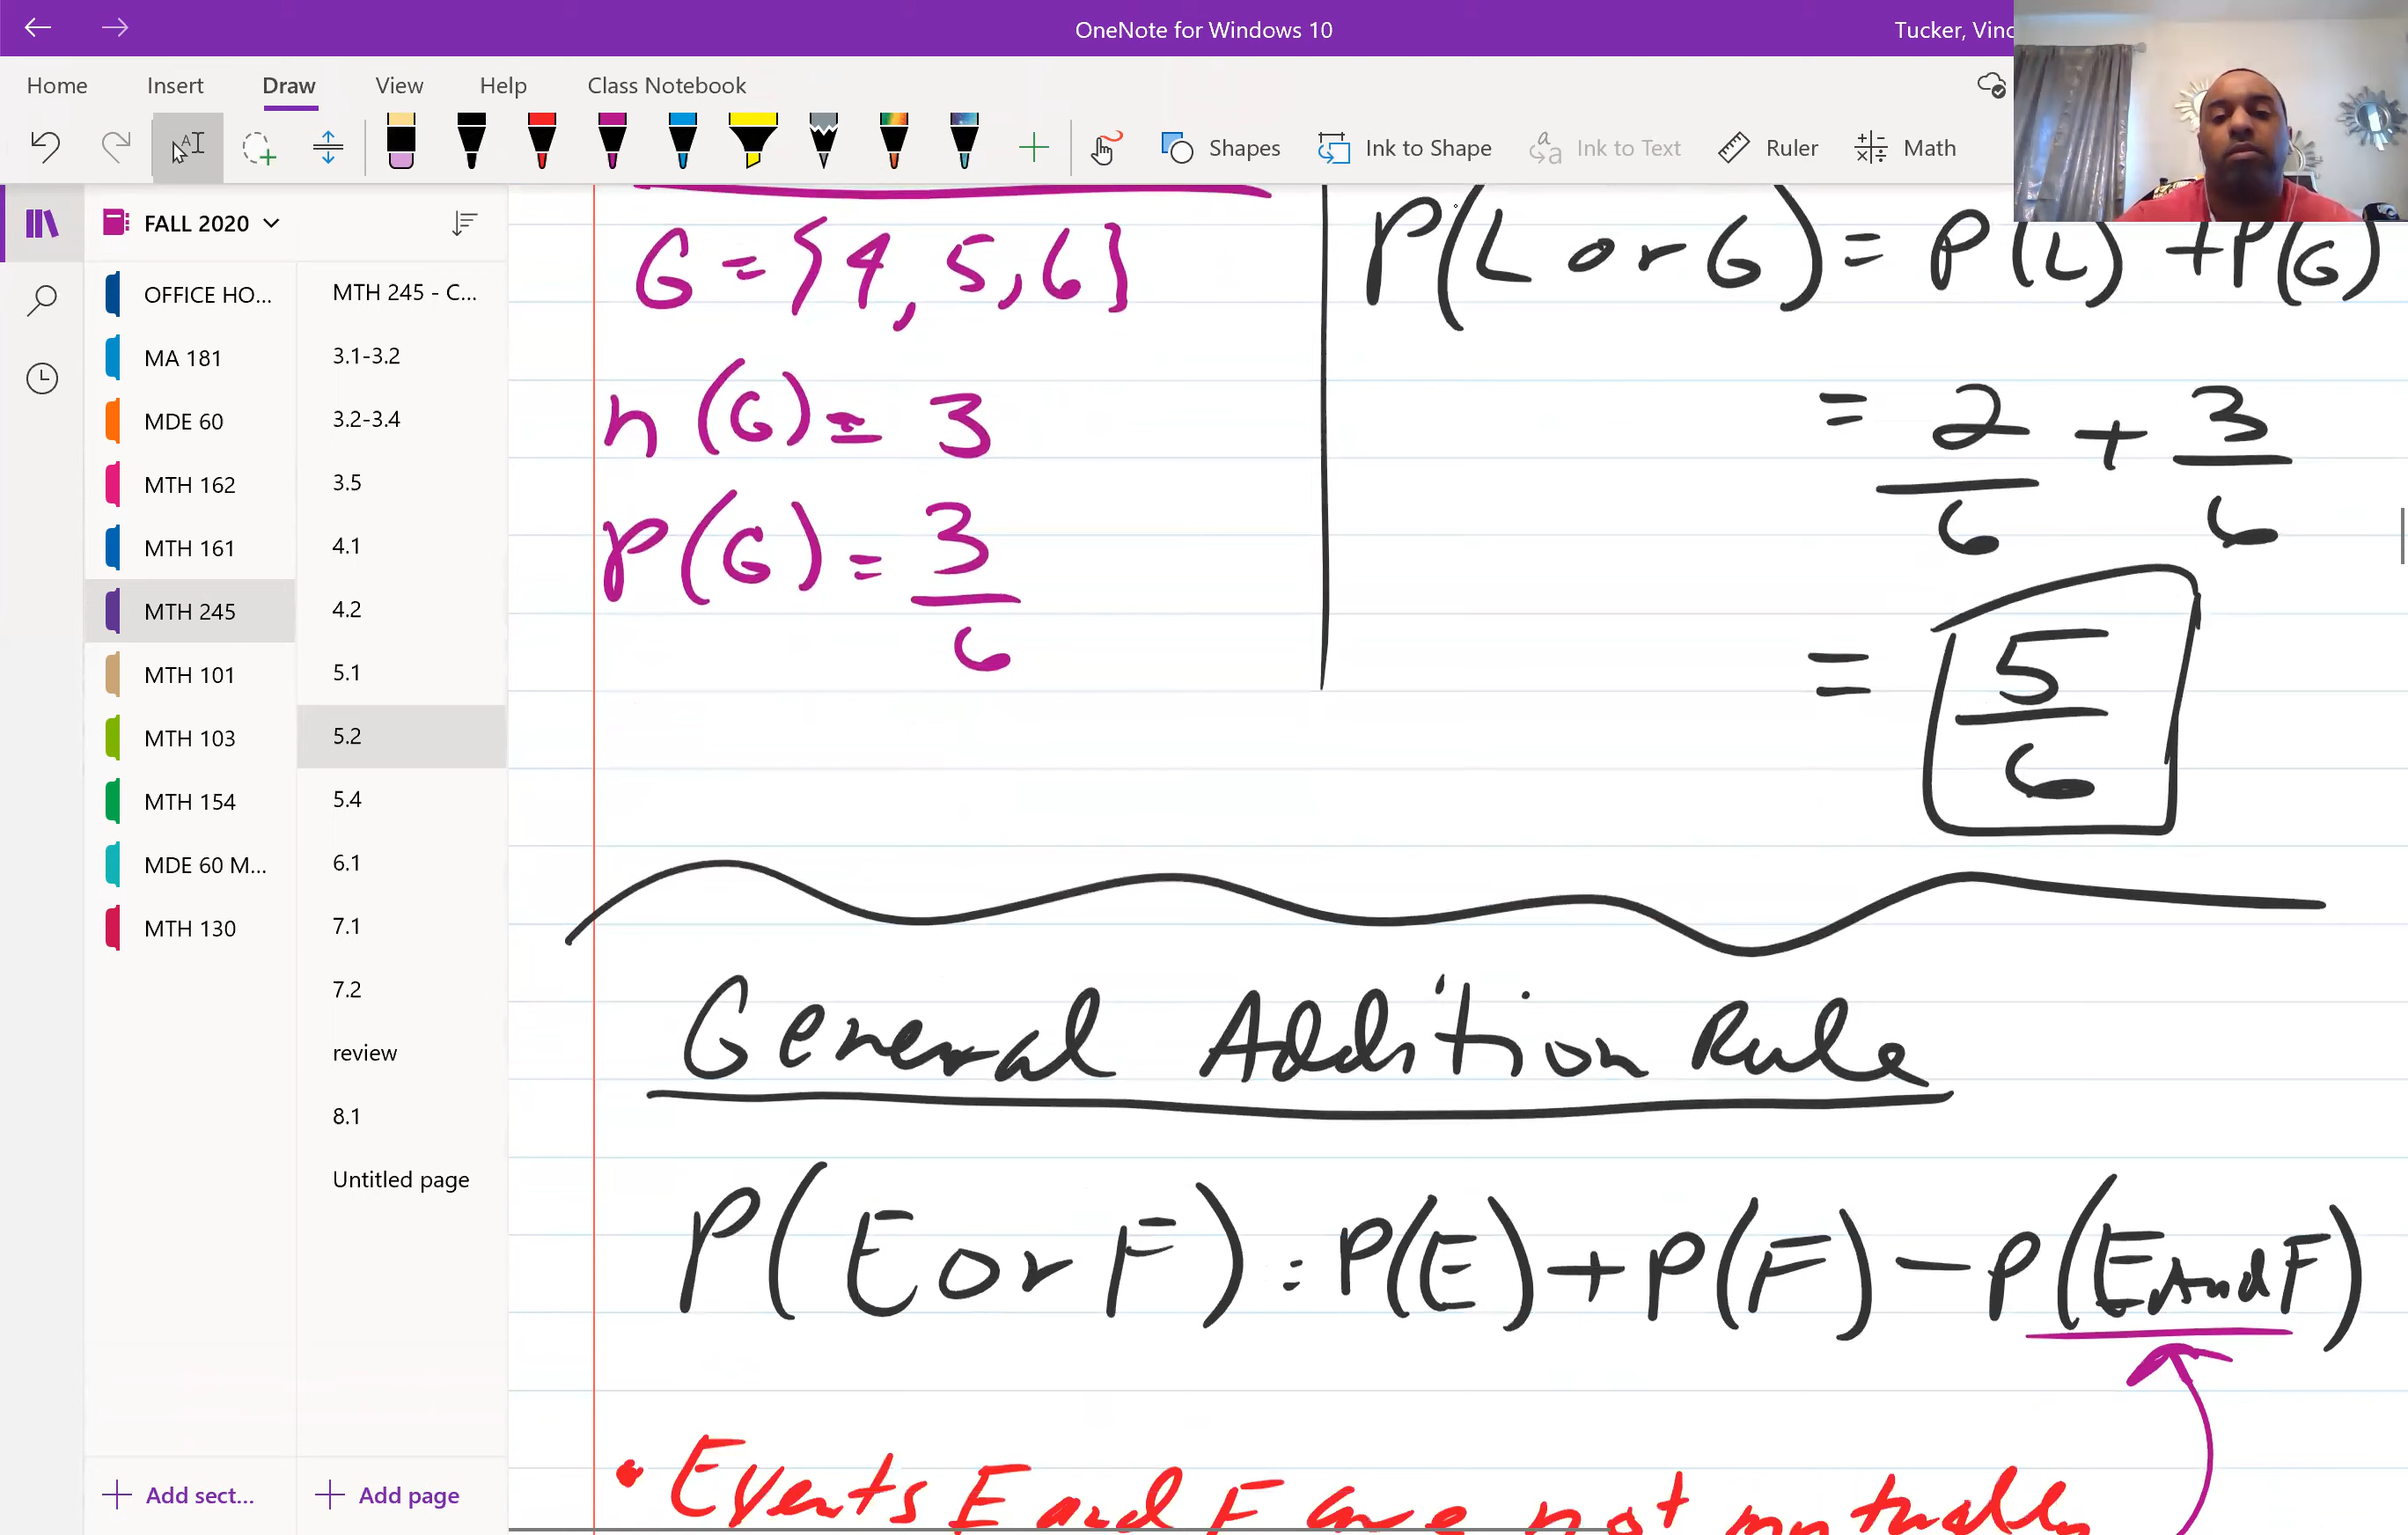 OneNote for Windows 10
Tucker, Vinc
Home Insert Draw View Help Class Notebook
Shapes Ink to Shape Ink to Text Ruler Math
FALL 2020
OFFICE HO...
MA 181
MDE 60
MTH 162
MTH 161
MTH 245
MTH 101
MTH 103
MTH 154
MDE 60 M...
MTH 130
Add sect...
MTH 245 - C...
3.1-3.2
3.2-3.4
3.5
4.1
4.2
5.1
5.2
5.4
6.1
7.1
7.2
review
8.1
Untitled page
Add page
G = {4, 5, 6}
n(G) = 3
P(G) = 3/6
P(L or G) = P(L) + P(G)
= 2/6 + 3/6
= 5/6
General Addition Rule
P(E or F) = P(E) + P(F) - P(E and F)
• Events E and F are not mutually